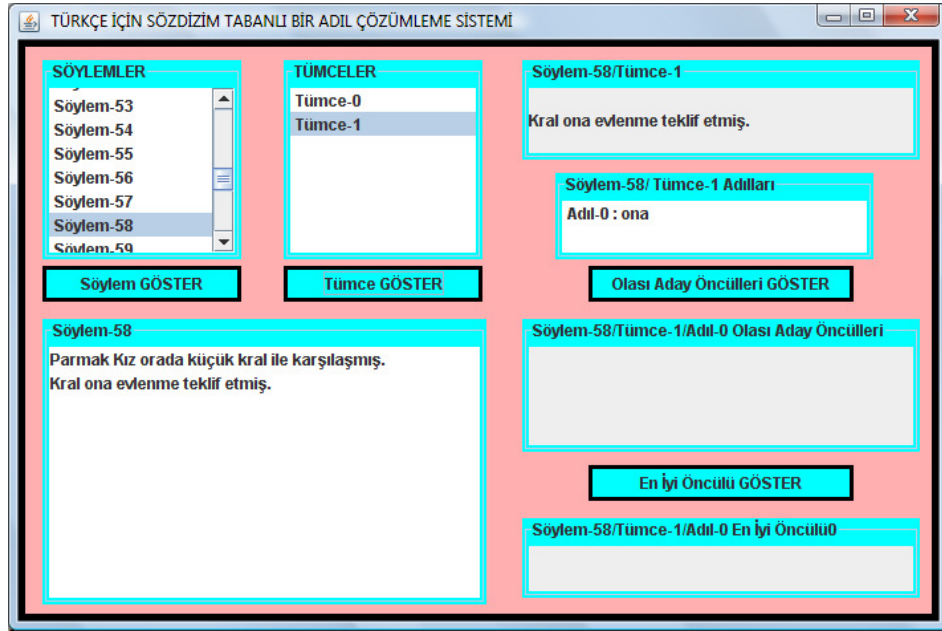 TÜRKÇE İÇİN SÖZDİZİM TABANLI BİR ADIL ÇÖZÜMLEME SİSTEMİ
SÖYLEMLER
Söylem-53
Söylem-54
Söylem-55
Söylem-56
Söylem-57
Söylem-58
Söylem-59
Söylem GÖSTER
TÜMCELER
Tümce-0
Tümce-1
Tümce GÖSTER
Söylem-58/Tümce-1
Kral ona evlenme teklif etmiş.
Söylem-58/ Tümce-1 Adılları
Adıl-0 : ona
Olası Aday Öncülleri GÖSTER
Söylem-58
Parmak Kız orada küçük kral ile karşılaşmış.
Kral ona evlenme teklif etmiş.
Söylem-58/Tümce-1/Adıl-0 Olası Aday Öncülleri
En İyi Öncülü GÖSTER
Söylem-58/Tümce-1/Adıl-0 En İyi Öncülü0